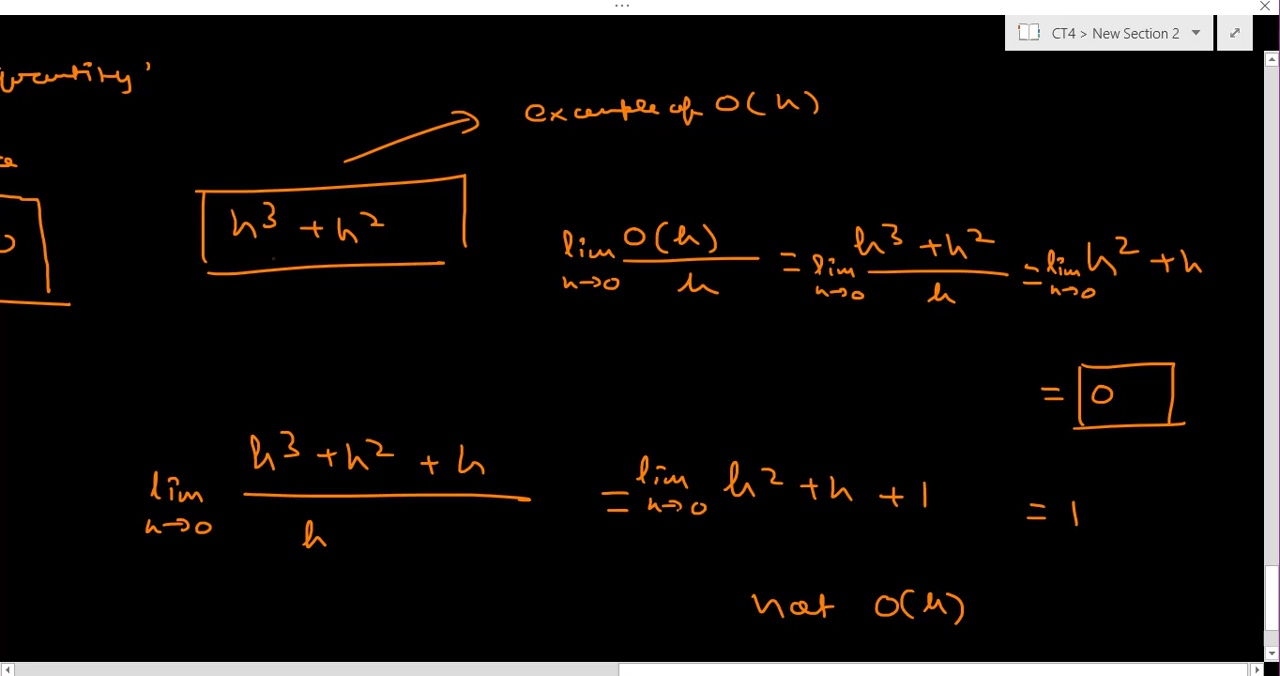 CT4 > New Section 2
quantity'
example of O(h)
h³ + h²
lim h→0 O(h)/h = lim h→0 (h³ + h²)/h = lim h→0 h² + h
= 0
lim h→0 (h³ + h² + h)/h = lim h→0 h² + h + 1 = 1
not O(h)